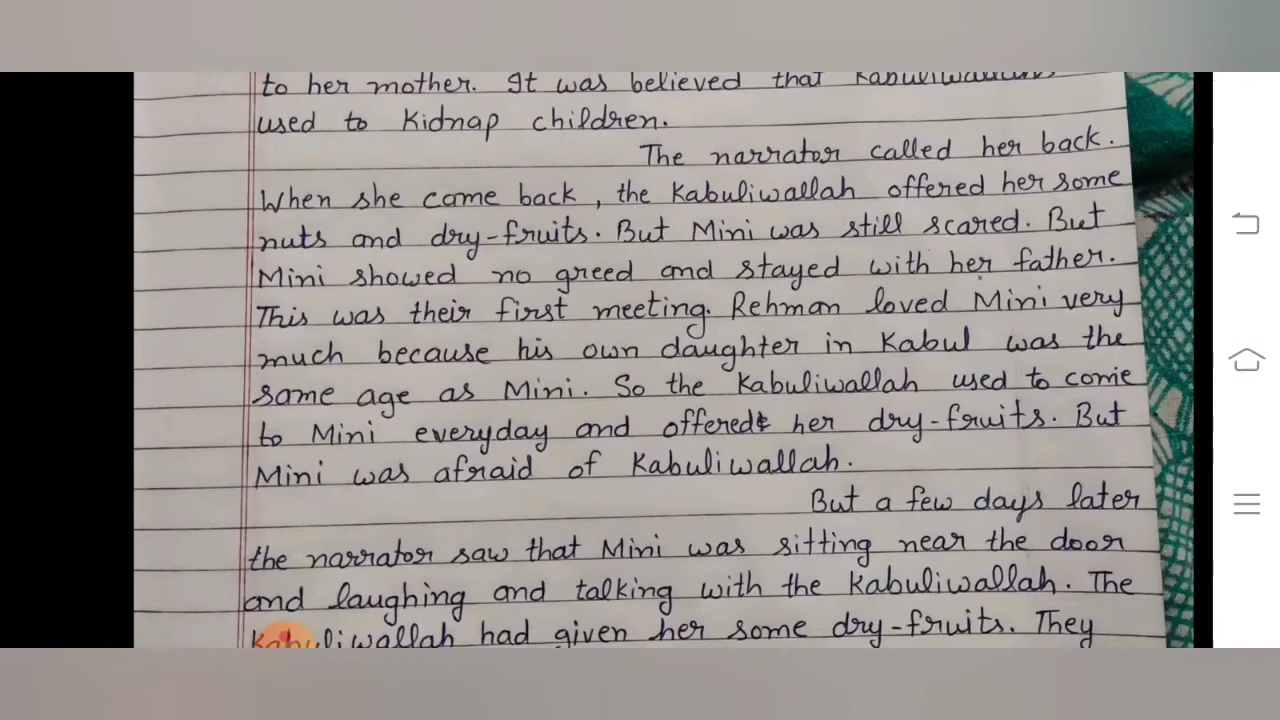 to her mother. It was believed that Kabuliwallahs
used to Kidnap children.
The narrator called her back.
When she come back, the Kabuliwallah offered her some
nuts and dry-fruits. But Mini was still scared. But
Mini showed no greed and stayed with her father.
This was their first meeting. Rehman loved Mini very
much because his own daughter in Kabul was the
same age as Mini. So the Kabuliwallah used to come
to Mini everyday and offered her dry-fruits. But
Mini was afraid of Kabuliwallah.
But a few days later
the narrator saw that Mini was sitting near the door
and laughing and talking with the Kabuliwallah. The
Kabuliwallah had given her some dry-fruits. They